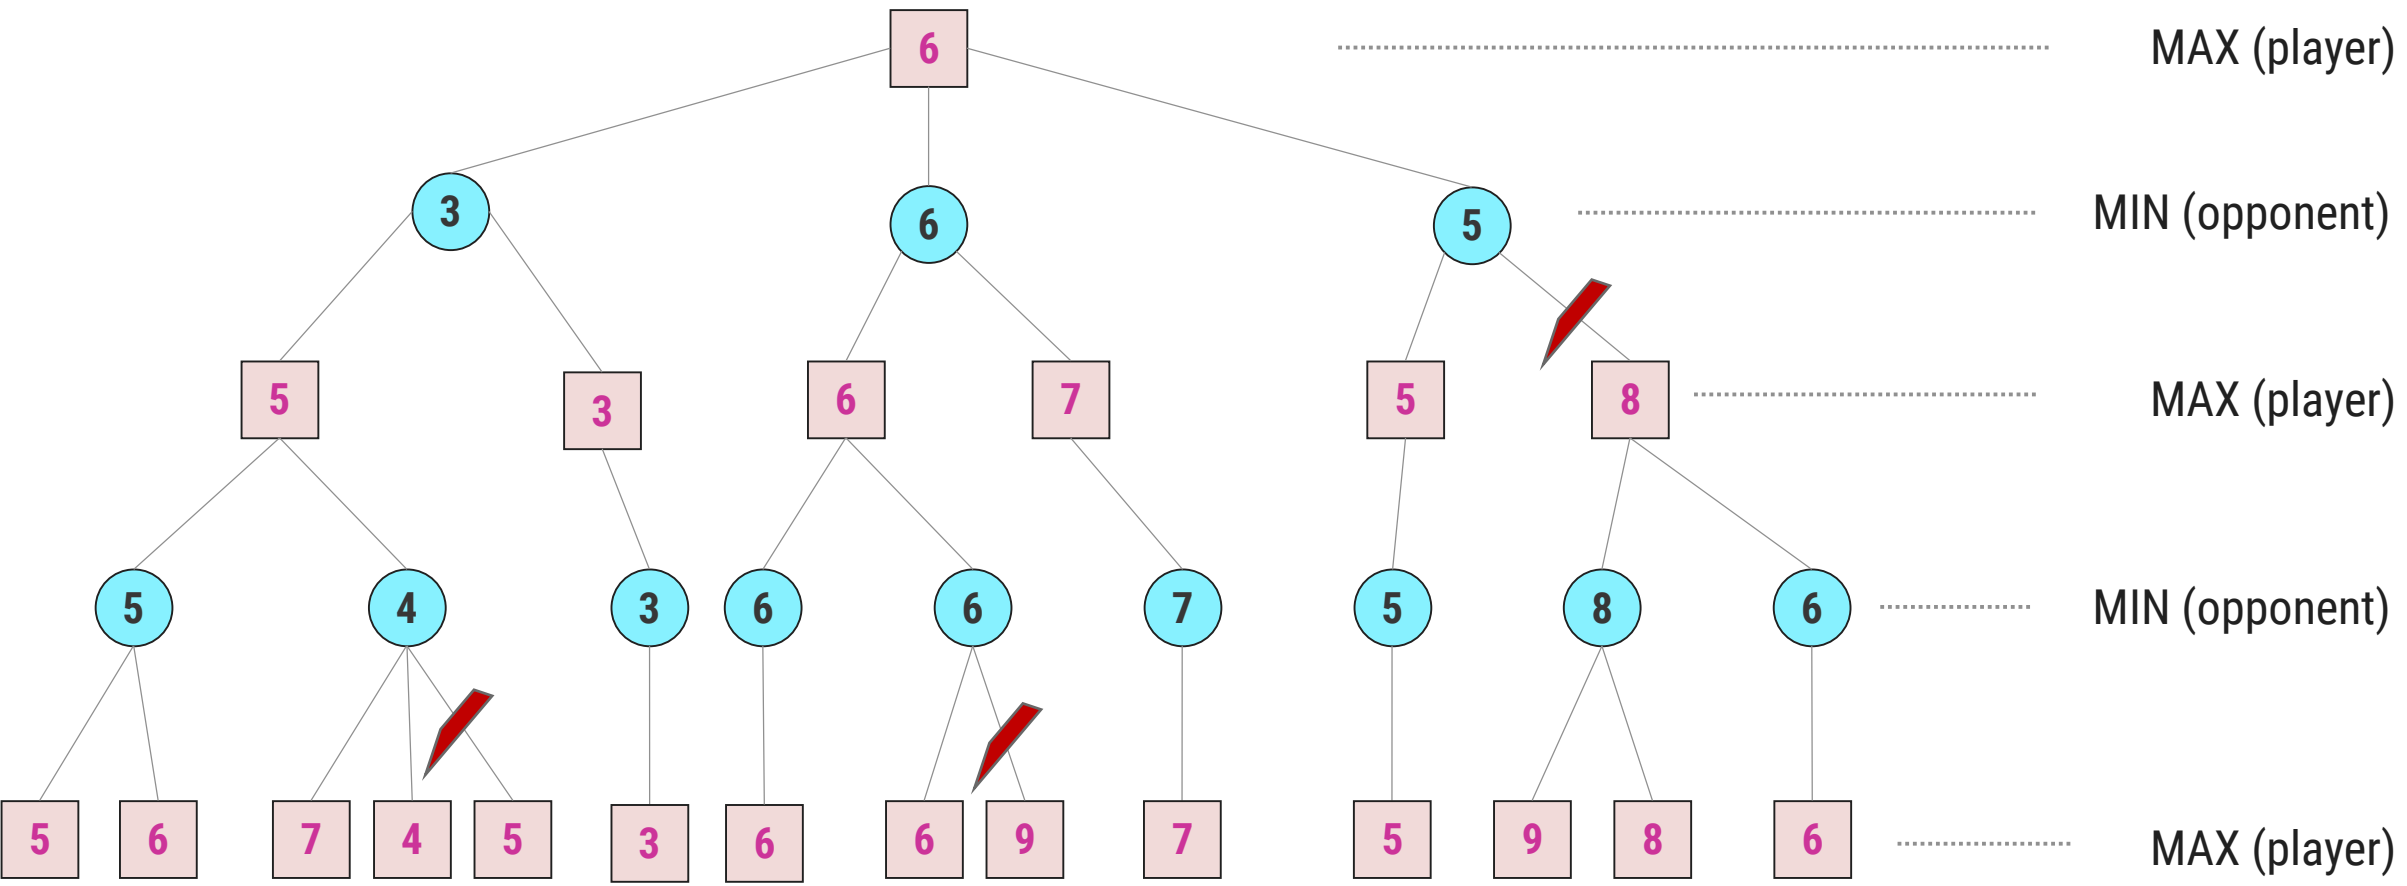 6 MAX (player)
3 6 5 MIN (opponent)
5 3 6 7 5 8 MAX (player)
5 4 3 6 6 7 5 8 6 MIN (opponent)
5 6 7 4 5 3 6 6 9 7 5 9 8 6 MAX (player)